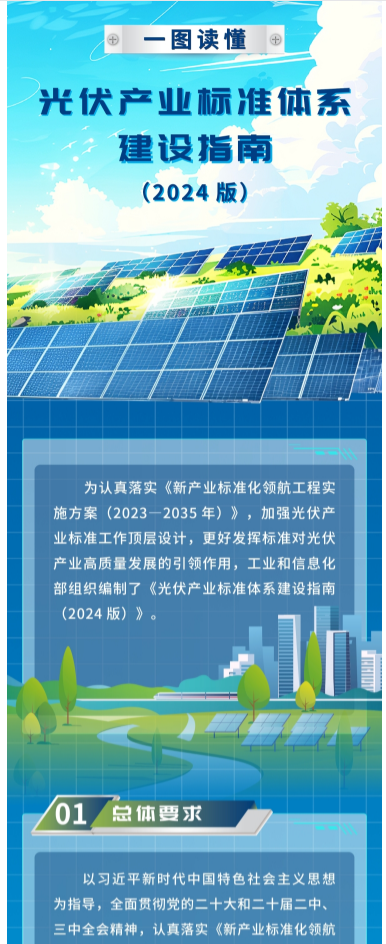 一图读懂
光伏产业标准体系
建设指南
（2024 版）
为认真落实《新产业标准化领航工程实
施方案（2023—2035 年）》，加强光伏产
业标准工作顶层设计，更好发挥标准对光伏
产业高质量发展的引领作用，工业和信息化
部组织编制了《光伏产业标准体系建设指南
（2024 版）》。
01 总体要求
以习近平新时代中国特色社会主义思想
为指导，全面贯彻党的二十大和二十届二中、
三中全会精神，认真落实《新产业标准化领航